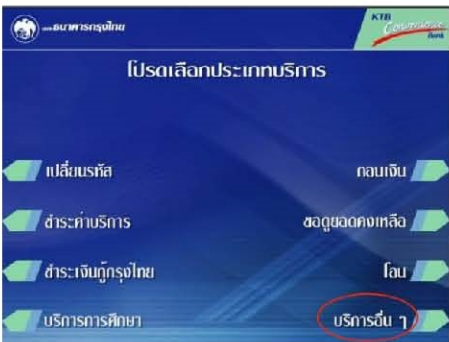 ธนาคารกรุงไทย
KTB
Convenience
Bank
โปรดเลือกประเภทบริการ
เปลี่ยนรหัส
ถอนเงิน
ชำระค่าบริการ
ขอดูยอดคงเหลือ
ชำระเงินกู้กรุงไทย
โอน
บริการการศึกษา
บริการอื่น ๆ